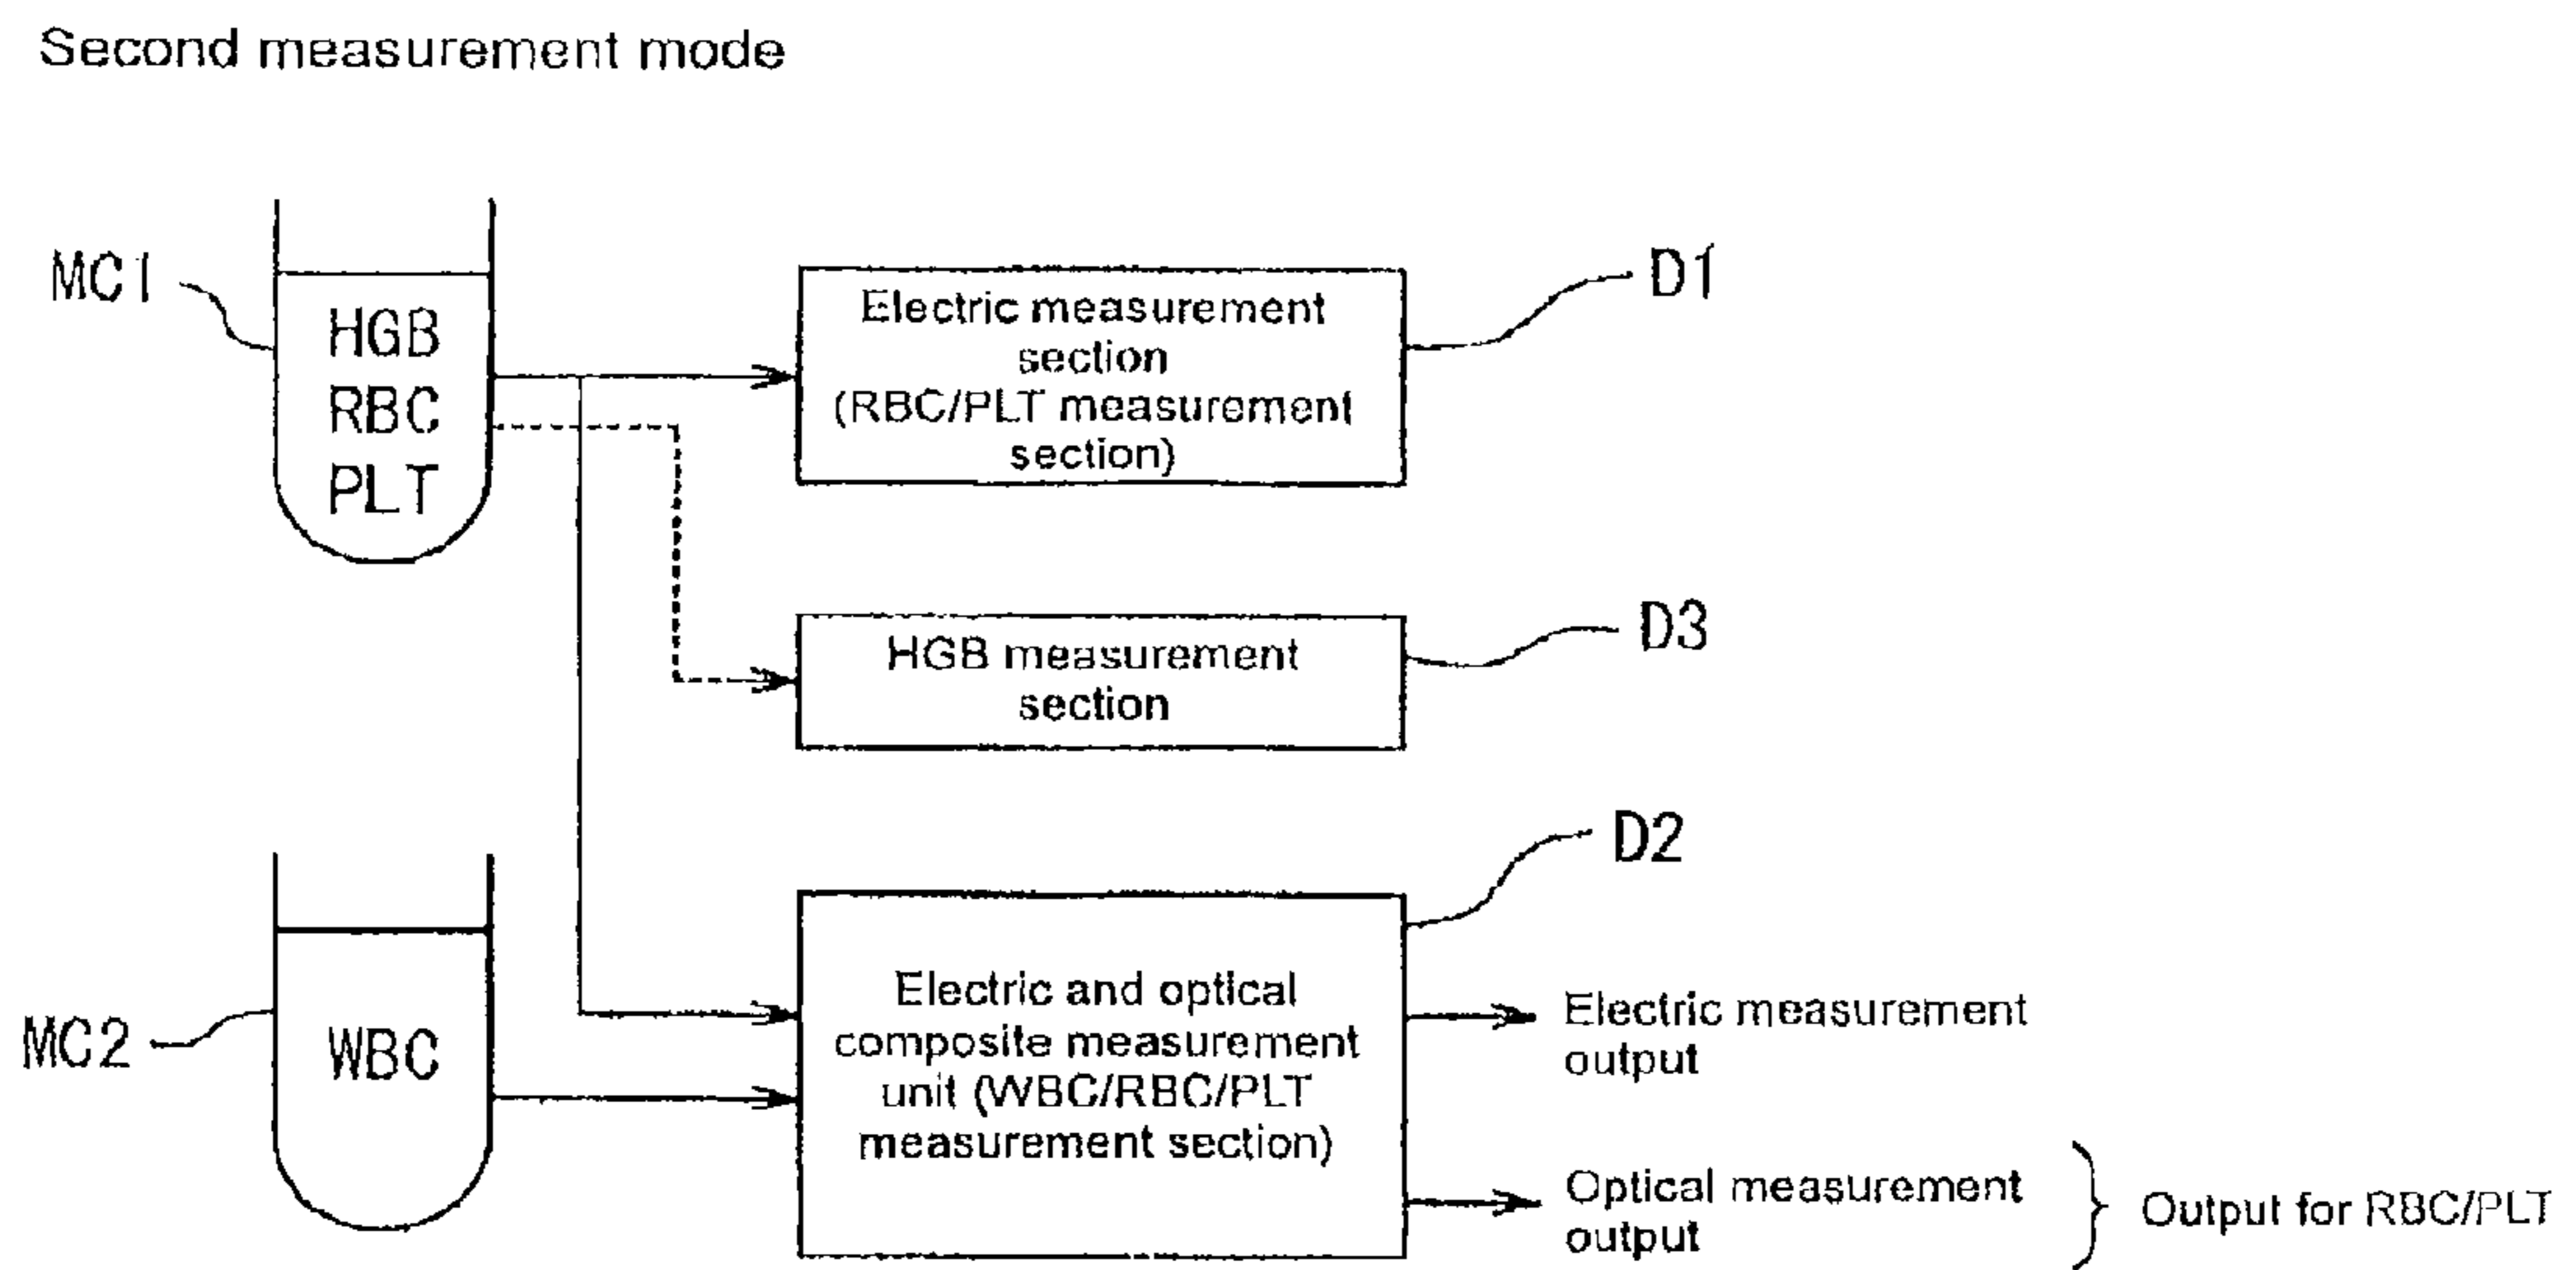 Second measurement mode
MC1
HGB
RBC
PLT
Electric measurement
section
(RBC/PLT measurement
section)
D1
HGB measurement
section
D3
MC2
WBC
Electric and optical
composite measurement
unit (WBC/RBC/PLT
measurement section)
D2
Electric measurement
output
Optical measurement
output
Output for RBC/PLT